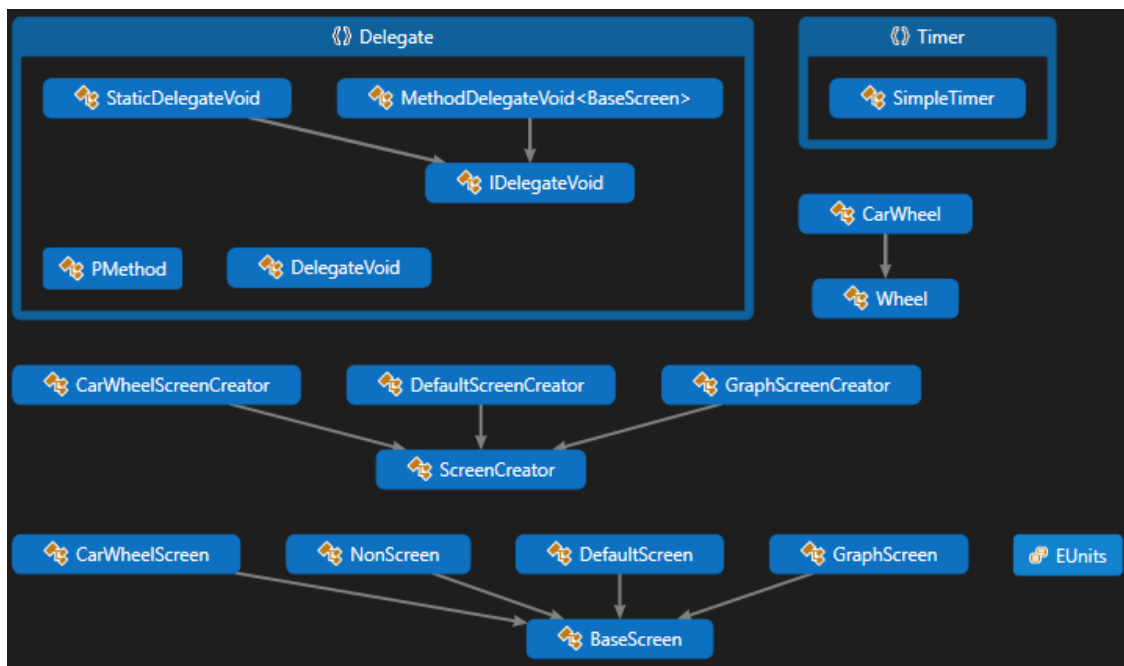 Delegate
Timer
StaticDelegateVoid
MethodDelegateVoid<BaseScreen>
SimpleTimer
IDelegateVoid
CarWheel
PMethod
DelegateVoid
Wheel
CarWheelScreenCreator
DefaultScreenCreator
GraphScreenCreator
ScreenCreator
CarWheelScreen
NonScreen
DefaultScreen
GraphScreen
EUnits
BaseScreen